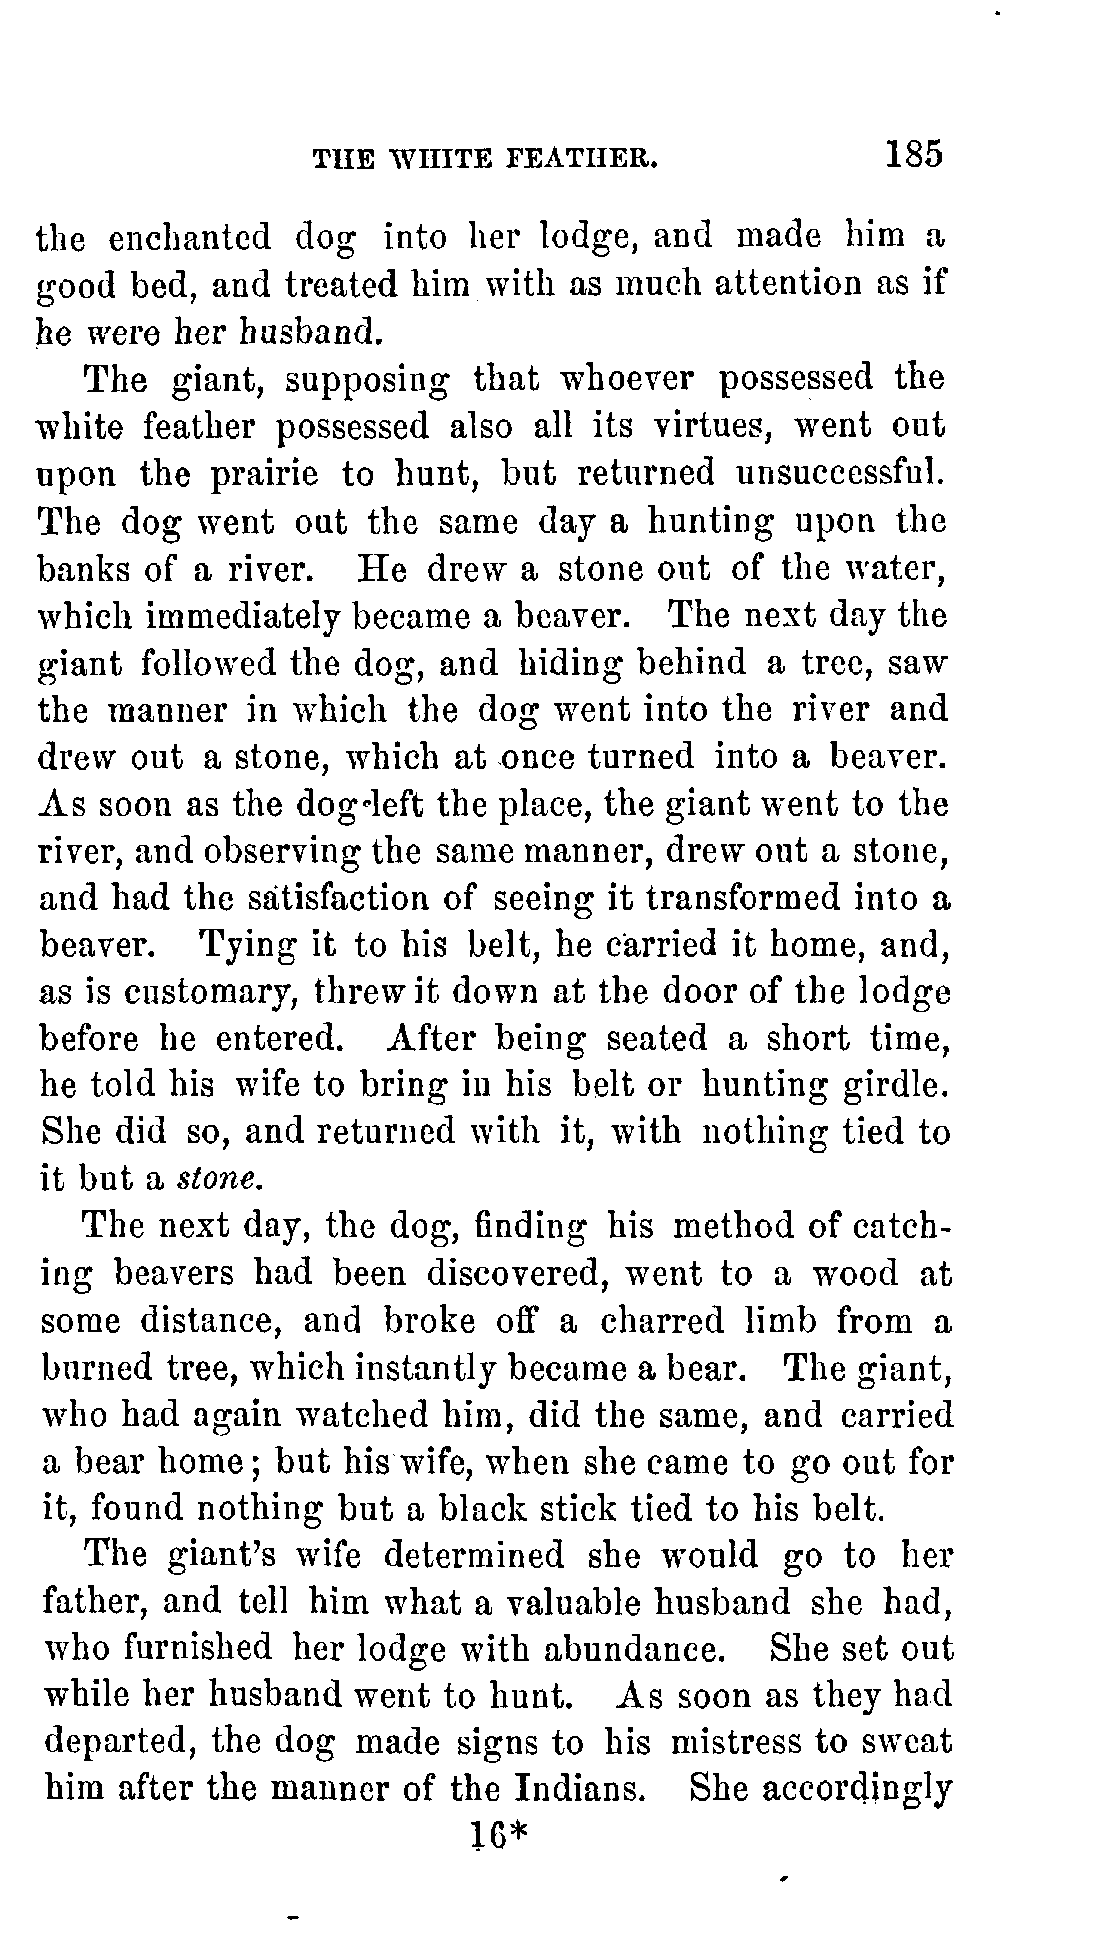 THE WHITE FEATHER. 185
the enchanted dog into her lodge, and made him a
good bed, and treated him with as much attention as if
he were her husband.
The giant, supposing that whoever possessed the
white feather possessed also all its virtues, went out
upon the prairie to hunt, but returned unsuccessful.
The dog went out the same day a hunting upon the
banks of a river. He drew a stone out of the water,
which immediately became a beaver. The next day the
giant followed the dog, and hiding behind a tree, saw
the manner in which the dog went into the river and
drew out a stone, which at once turned into a beaver.
As soon as the dog left the place, the giant went to the
river, and observing the same manner, drew out a stone,
and had the satisfaction of seeing it transformed into a
beaver. Tying it to his belt, he carried it home, and,
as is customary, threw it down at the door of the lodge
before he entered. After being seated a short time,
he told his wife to bring in his belt or hunting girdle.
She did so, and returned with it, with nothing tied to
it but a stone.
The next day, the dog, finding his method of catch-
ing beavers had been discovered, went to a wood at
some distance, and broke off a charred limb from a
burned tree, which instantly became a bear. The giant,
who had again watched him, did the same, and carried
a bear home; but his wife, when she came to go out for
it, found nothing but a black stick tied to his belt.
The giant's wife determined she would go to her
father, and tell him what a valuable husband she had,
who furnished her lodge with abundance. She set out
while her husband went to hunt. As soon as they had
departed, the dog made signs to his mistress to sweat
him after the manner of the Indians. She accordingly
16*